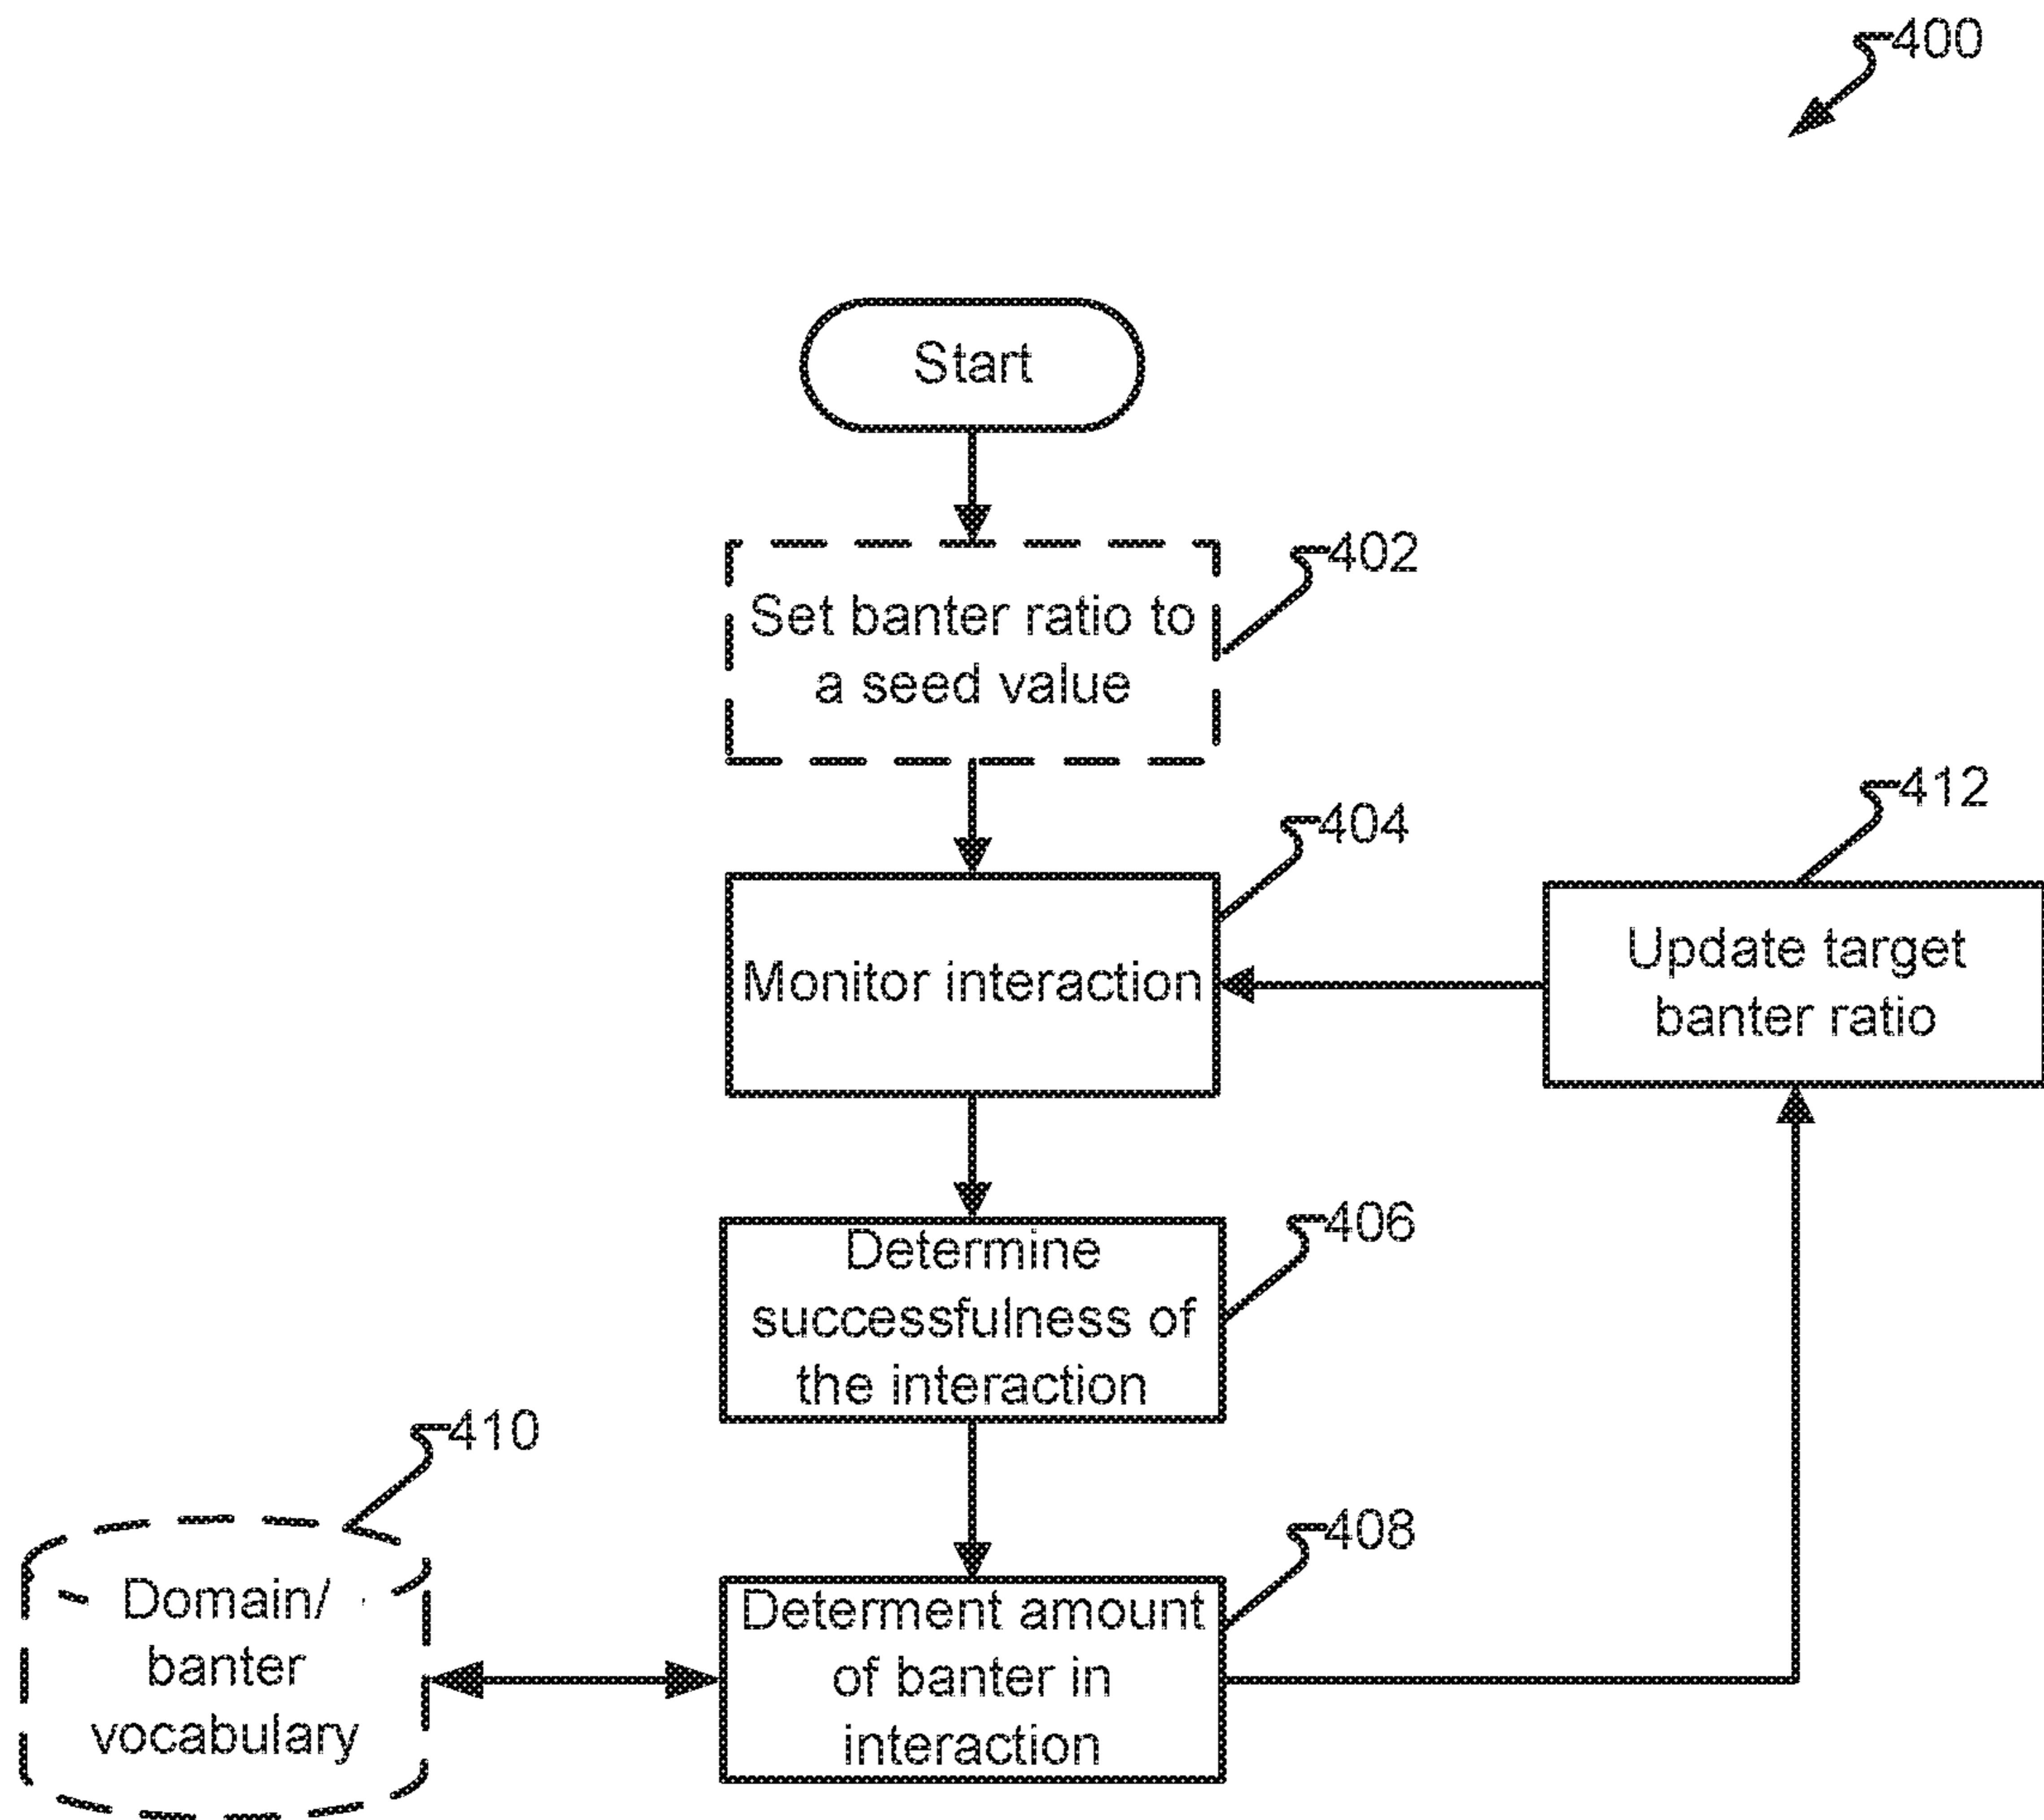 400
Start
Set banter ratio to
a seed value
402
Monitor interaction
404
Update target
banter ratio
412
Determine
successfulness of
the interaction
406
Domain/
banter
vocabulary
410
Determent amount
of banter in
interaction
408